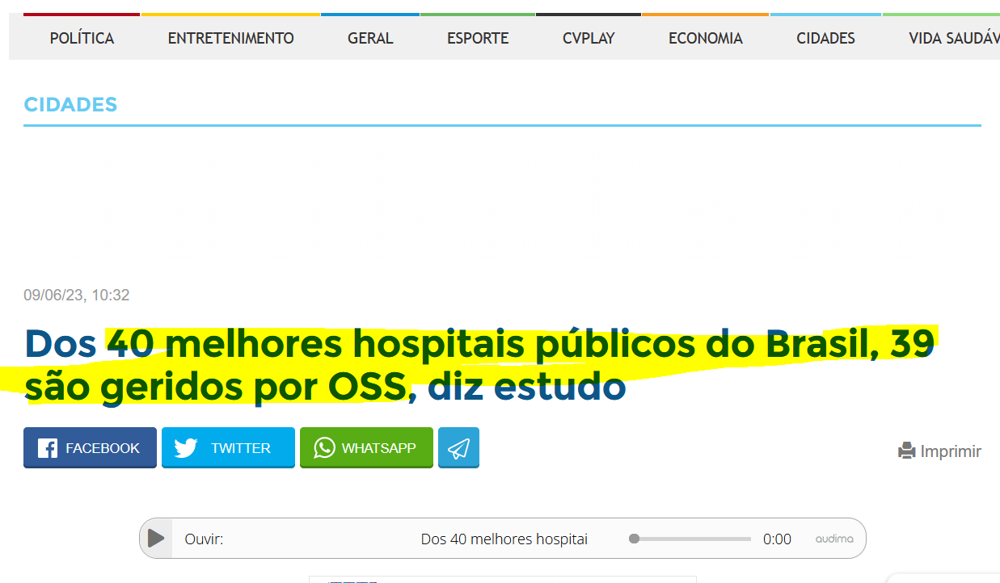 POLÍTICA ENTRETENIMENTO GERAL ESPORTE CVPLAY ECONOMIA CIDADES VIDA SAUDÁV
CIDADES
09/06/23, 10:32
Dos 40 melhores hospitais públicos do Brasil, 39
são geridos por OSS, diz estudo
FACEBOOK TWITTER WHATSAPP Imprimir
Ouvir: Dos 40 melhores hospitai 0:00 audima